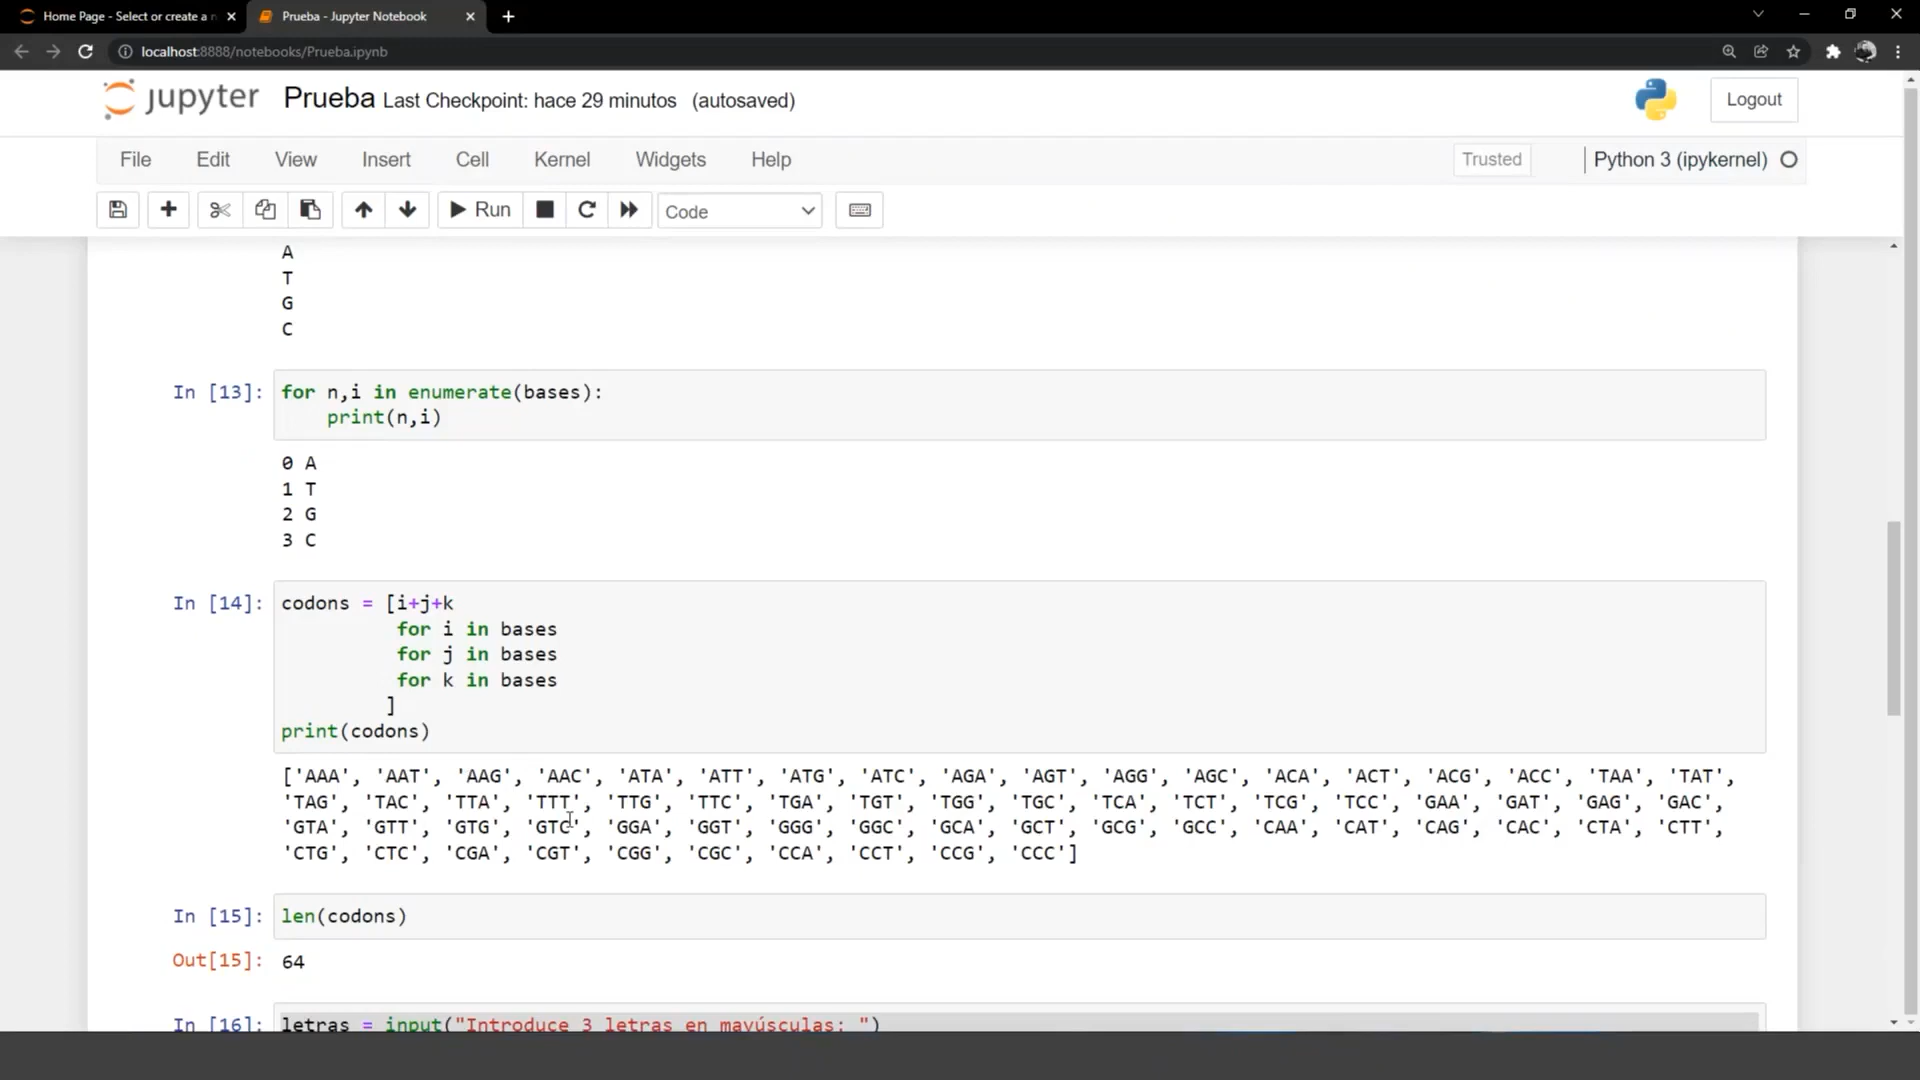 Home Page - Select or create a n
Prueba - Jupyter Notebook
localhost:8888/notebooks/Prueba.ipynb
jupyter Prueba Last Checkpoint: hace 29 minutos (autosaved)
Logout
File Edit View Insert Cell Kernel Widgets Help
Trusted
Python 3 (ipykernel)
Run
Code
A
T
G
C
In [13]: for n,i in enumerate(bases):
print(n,i)
0 A
1 T
2 G
3 C
In [14]: codons = [i+j+k
for i in bases
for j in bases
for k in bases
]
print(codons)
['AAA', 'AAT', 'AAG', 'AAC', 'ATA', 'ATT', 'ATG', 'ATC', 'AGA', 'AGT', 'AGG', 'AGC', 'ACA', 'ACT', 'ACG', 'ACC', 'TAA', 'TAT',
'TAG', 'TAC', 'TTA', 'TTT', 'TTG', 'TTC', 'TGA', 'TGT', 'TGG', 'TGC', 'TCA', 'TCT', 'TCG', 'TCC', 'GAA', 'GAT', 'GAG', 'GAC',
'GTA', 'GTT', 'GTG', 'GTC', 'GGA', 'GGT', 'GGG', 'GGC', 'GCA', 'GCT', 'GCG', 'GCC', 'CAA', 'CAT', 'CAG', 'CAC', 'CTA', 'CTT',
'CTG', 'CTC', 'CGA', 'CGT', 'CGG', 'CGC', 'CCA', 'CCT', 'CCG', 'CCC']
In [15]: len(codons)
Out[15]: 64
In [16]: letras = input("Introduce 3 letras en mayúsculas: ")